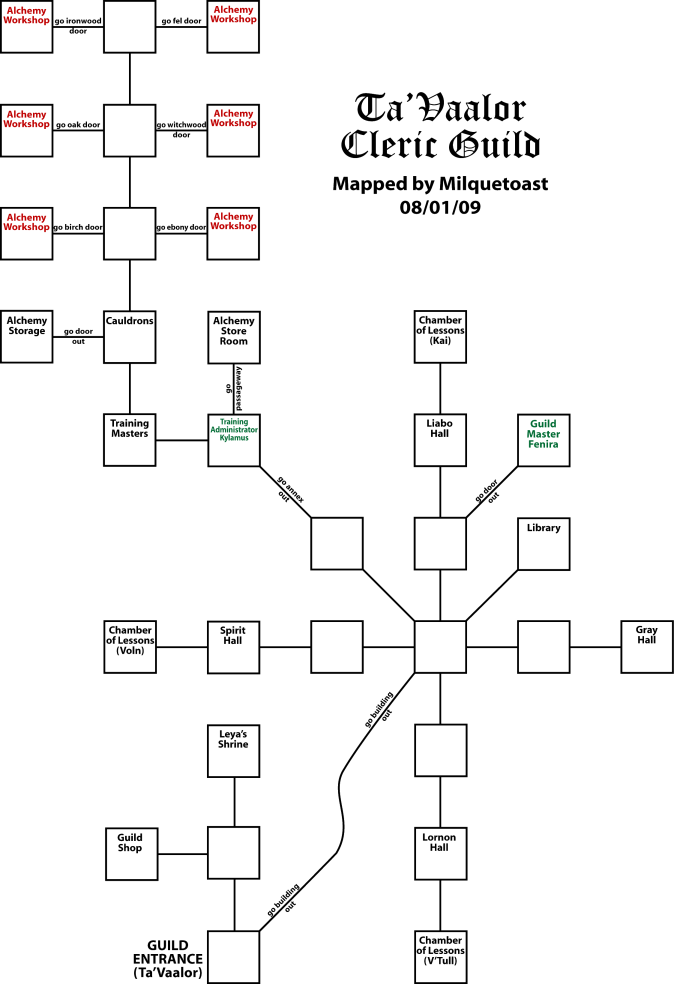 Alchemy
Workshop
go ironwood
door
go fel door
Alchemy
Workshop
Ta'Vaalor
Cleric Guild
Mapped by Milquetoast
08/01/09
Alchemy
Workshop
go oak door
go witchwood
door
Alchemy
Workshop
Alchemy
Workshop
go birch door
go ebony door
Alchemy
Workshop
Alchemy
Storage
go door
out
Cauldrons
Alchemy
Store
Room
Chamber
of Lessons
(Kai)
go
passageway
Training
Masters
Training
Administrator
Kylamus
Liabo
Hall
Guild
Master
Fenira
go annex
out
go door
out
Library
Chamber
of Lessons
(Voln)
Spirit
Hall
Gray
Hall
go building
out
Leya's
Shrine
Guild
Shop
Lornon
Hall
go building
out
GUILD
ENTRANCE
(Ta'Vaalor)
Chamber
of Lessons
(V'Tull)